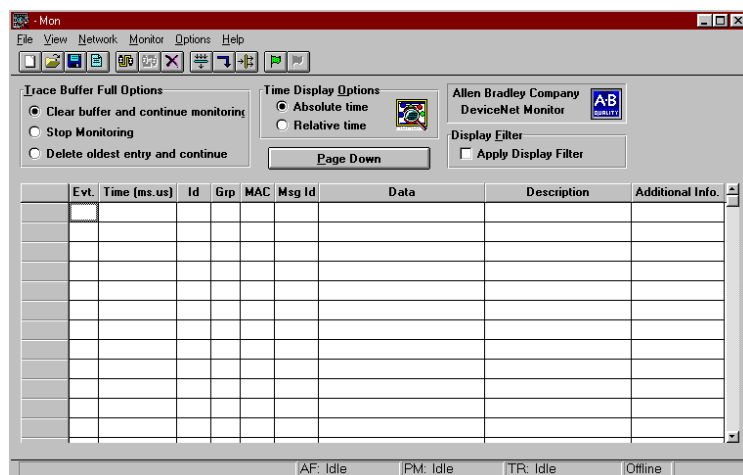 - Mon
File View Network Monitor Options Help
Trace Buffer Full Options
Clear buffer and continue monitoring
Stop Monitoring
Delete oldest entry and continue
Time Display Options
Absolute time
Relative time
Page Down
Allen Bradley Company
DeviceNet Monitor
A-B
QUALITY
Display Filter
Apply Display Filter
Evt. Time (ms.us) Id Grp MAC Msg Id Data Description Additional Info.
AF: Idle PM: Idle TR: Idle Offline